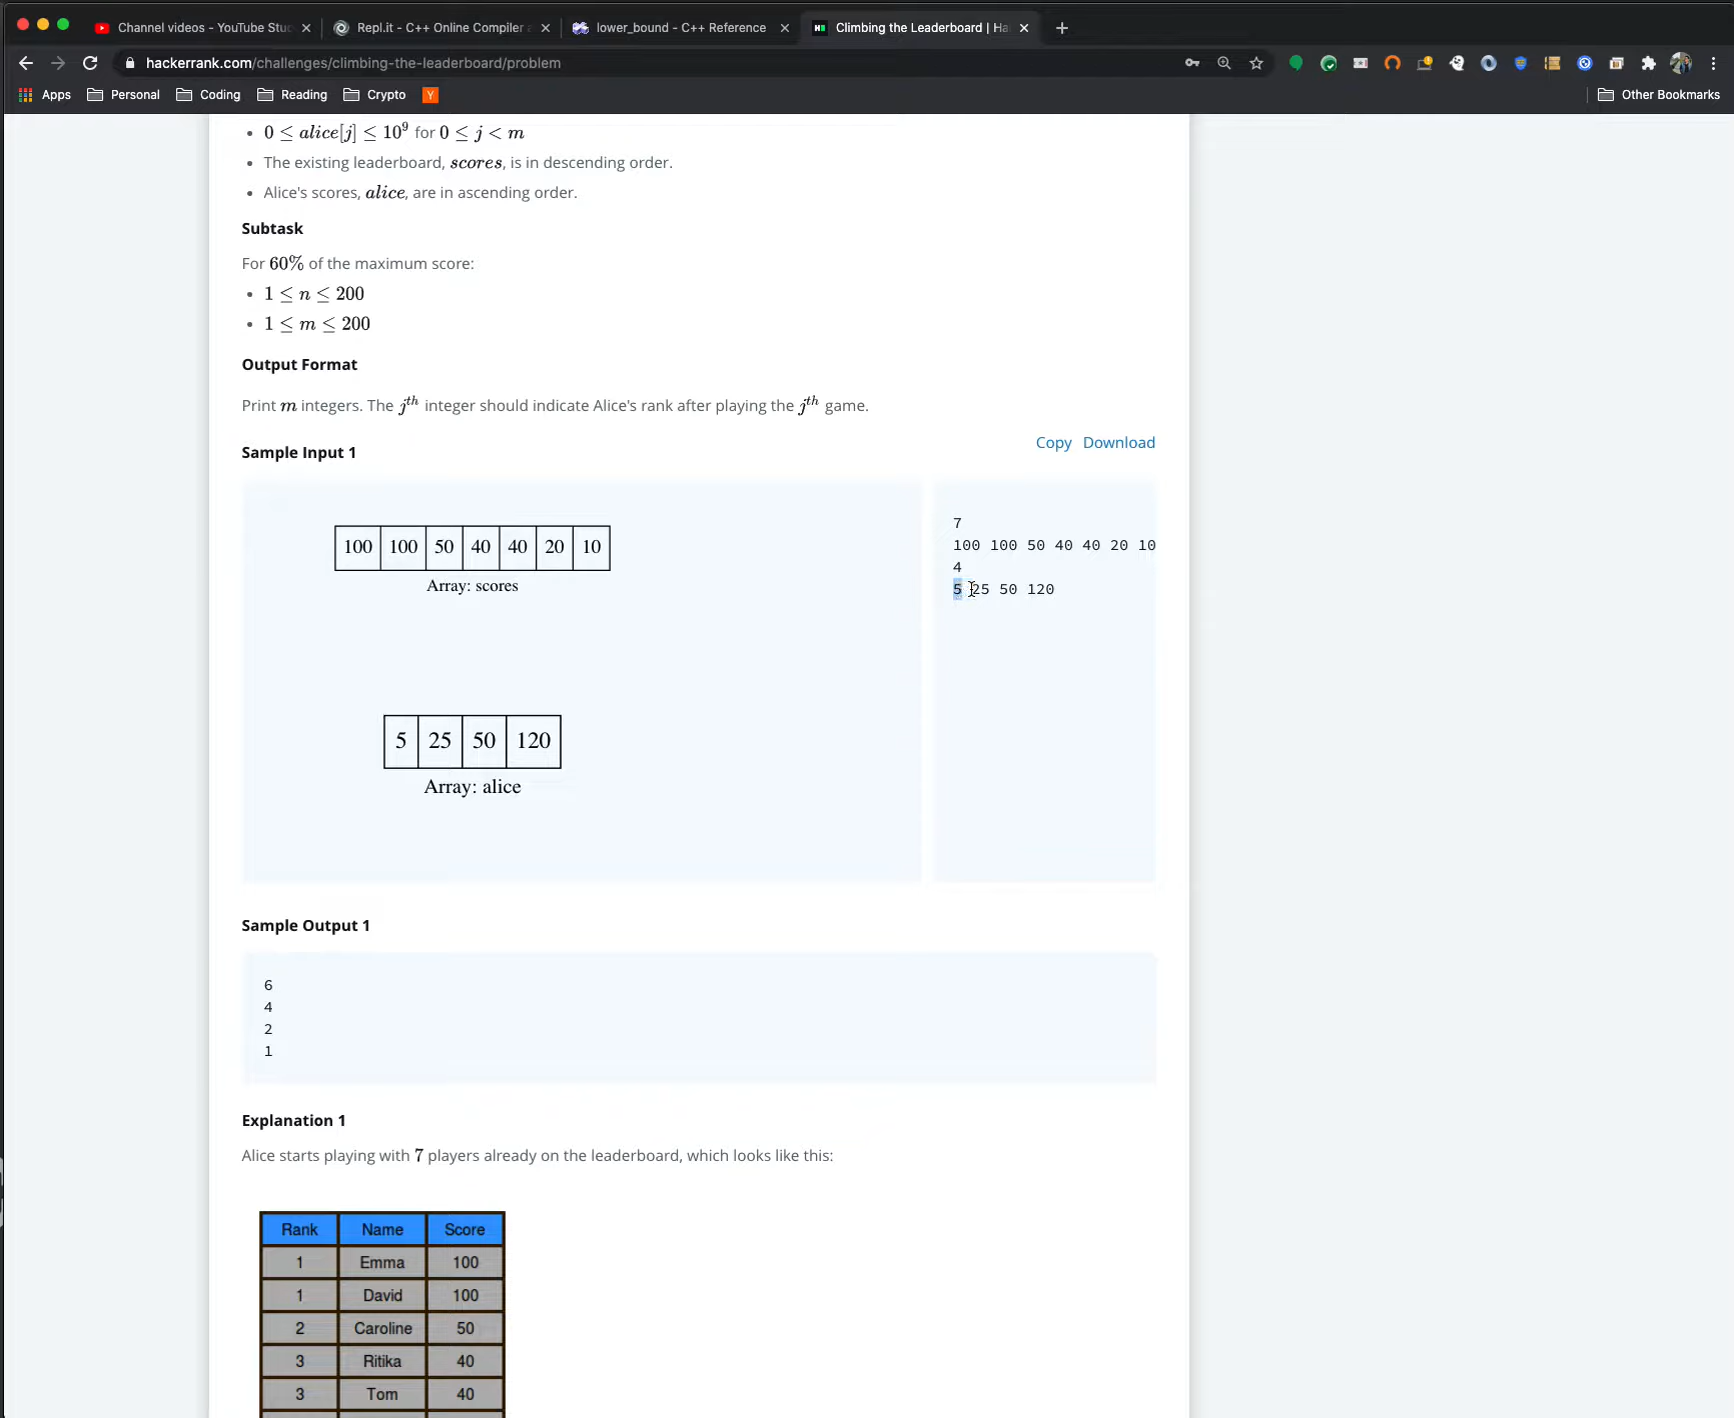 Channel videos - YouTube Stud
Repl.it - C++ Online Compiler a
lower_bound - C++ Reference
Climbing the Leaderboard | Ha
hackerrank.com/challenges/climbing-the-leaderboard/problem
Apps Personal Coding Reading Crypto Y Other Bookmarks
0 ≤ alice[j] ≤ 10⁹ for 0 ≤ j < m
The existing leaderboard, scores, is in descending order.
Alice's scores, alice, are in ascending order.
Subtask
For 60% of the maximum score:
1 ≤ n ≤ 200
1 ≤ m ≤ 200
Output Format
Print m integers. The jᵗʰ integer should indicate Alice's rank after playing the jᵗʰ game.
Copy Download
Sample Input 1
100 100 50 40 40 20 10
Array: scores
5 25 50 120
Array: alice
7
100 100 50 40 40 20 10
4
5 25 50 120
Sample Output 1
6
4
2
1
Explanation 1
Alice starts playing with 7 players already on the leaderboard, which looks like this:
Rank Name Score
1 Emma 100
1 David 100
2 Caroline 50
3 Ritika 40
3 Tom 40